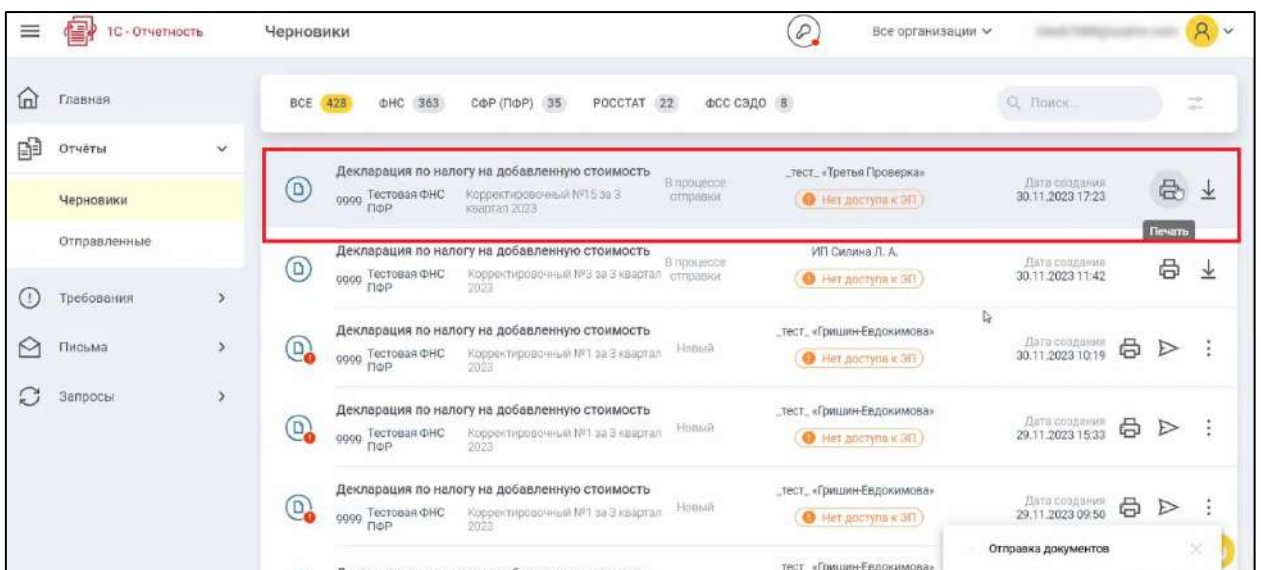 1С - Отчетность
Черновики
Все организации
Главная
Отчёты
Черновики
Отправленные
Требования
Письма
Запросы
ВСЕ 428 ФНС 363 СФР (ПФР) 35 РОССТАТ 22 ФСС СЭДО 8
Поиск...
Декларация по налогу на добавленную стоимость
9999 Тестовая ФНС ПФР
Корректировочный №15 за 3
квартал 2023
В процессе
отправки
_тест_ «Третья Проверка»
Нет доступа к ЭП
Дата создания
30.11.2023 17:23
Печать
Декларация по налогу на добавленную стоимость
9999 Тестовая ФНС ПФР
Корректировочный №3 за 3 квартал
2023
В процессе
отправки
ИП Силина Л. А.
Нет доступа к ЭП
Дата создания
30.11.2023 11:42
Декларация по налогу на добавленную стоимость
9999 Тестовая ФНС ПФР
Корректировочный №1 за 3 квартал
2023
Новый
_тест_ «Гришин-Евдокимова»
Нет доступа к ЭП
Дата создания
30.11.2023 10:19
Декларация по налогу на добавленную стоимость
9999 Тестовая ФНС ПФР
Корректировочный №1 за 3 квартал
2023
Новый
_тест_ «Гришин-Евдокимова»
Нет доступа к ЭП
Дата создания
29.11.2023 15:33
Декларация по налогу на добавленную стоимость
9999 Тестовая ФНС ПФР
Корректировочный №1 за 3 квартал
2023
Новый
_тест_ «Гришин-Евдокимова»
Нет доступа к ЭП
Дата создания
29.11.2023 09:50
Отправка документов
_тест_ «Гришин-Евдокимова»